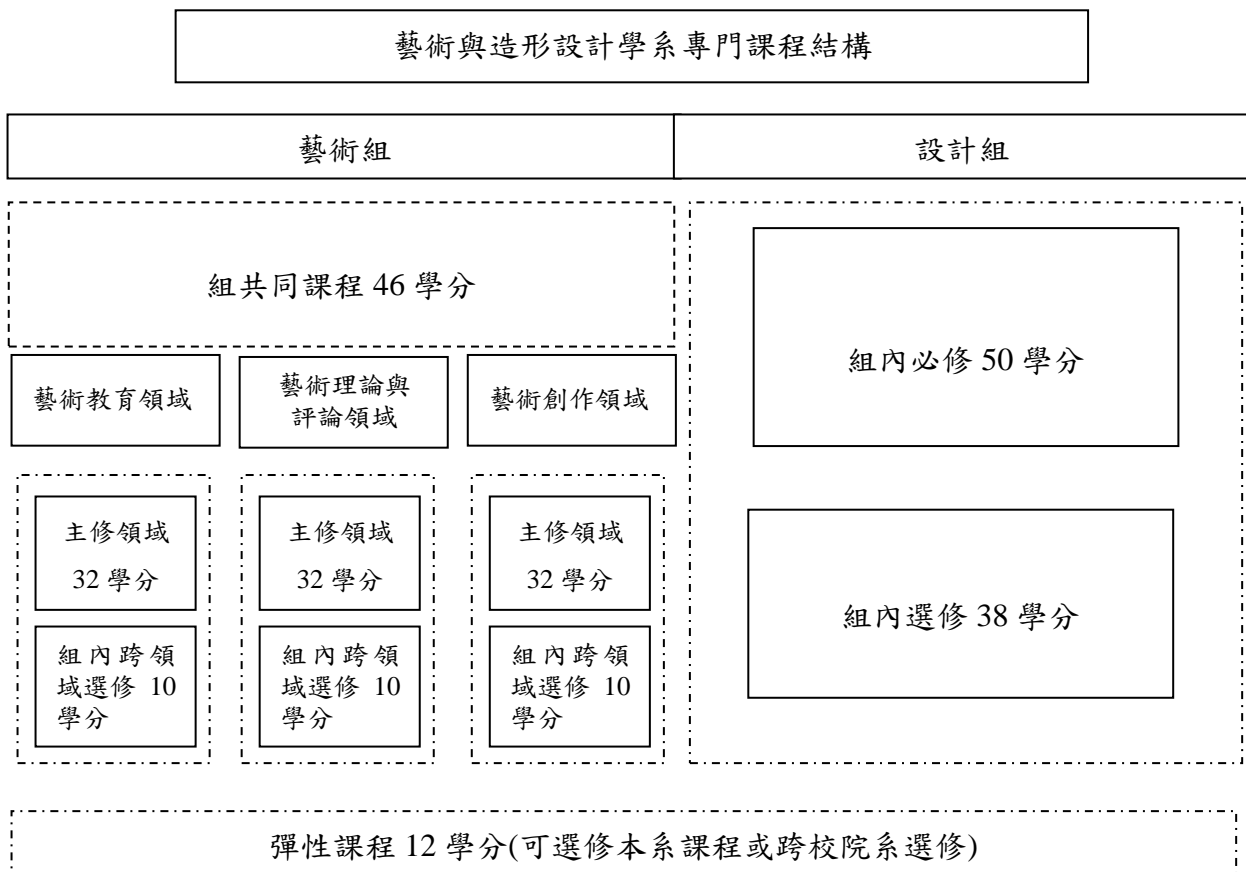 藝術與造形設計學系專門課程結構
藝術組
設計組
組共同課程 46 學分
組內必修 50 學分
藝術教育領域
藝術理論與
評論領域
藝術創作領域
主修領域
32 學分
主修領域
32 學分
主修領域
32 學分
組內選修 38 學分
組內跨領
域選修 10
學分
組內跨領
域選修 10
學分
組內跨領
域選修 10
學分
彈性課程 12 學分(可選修本系課程或跨校院系選修)